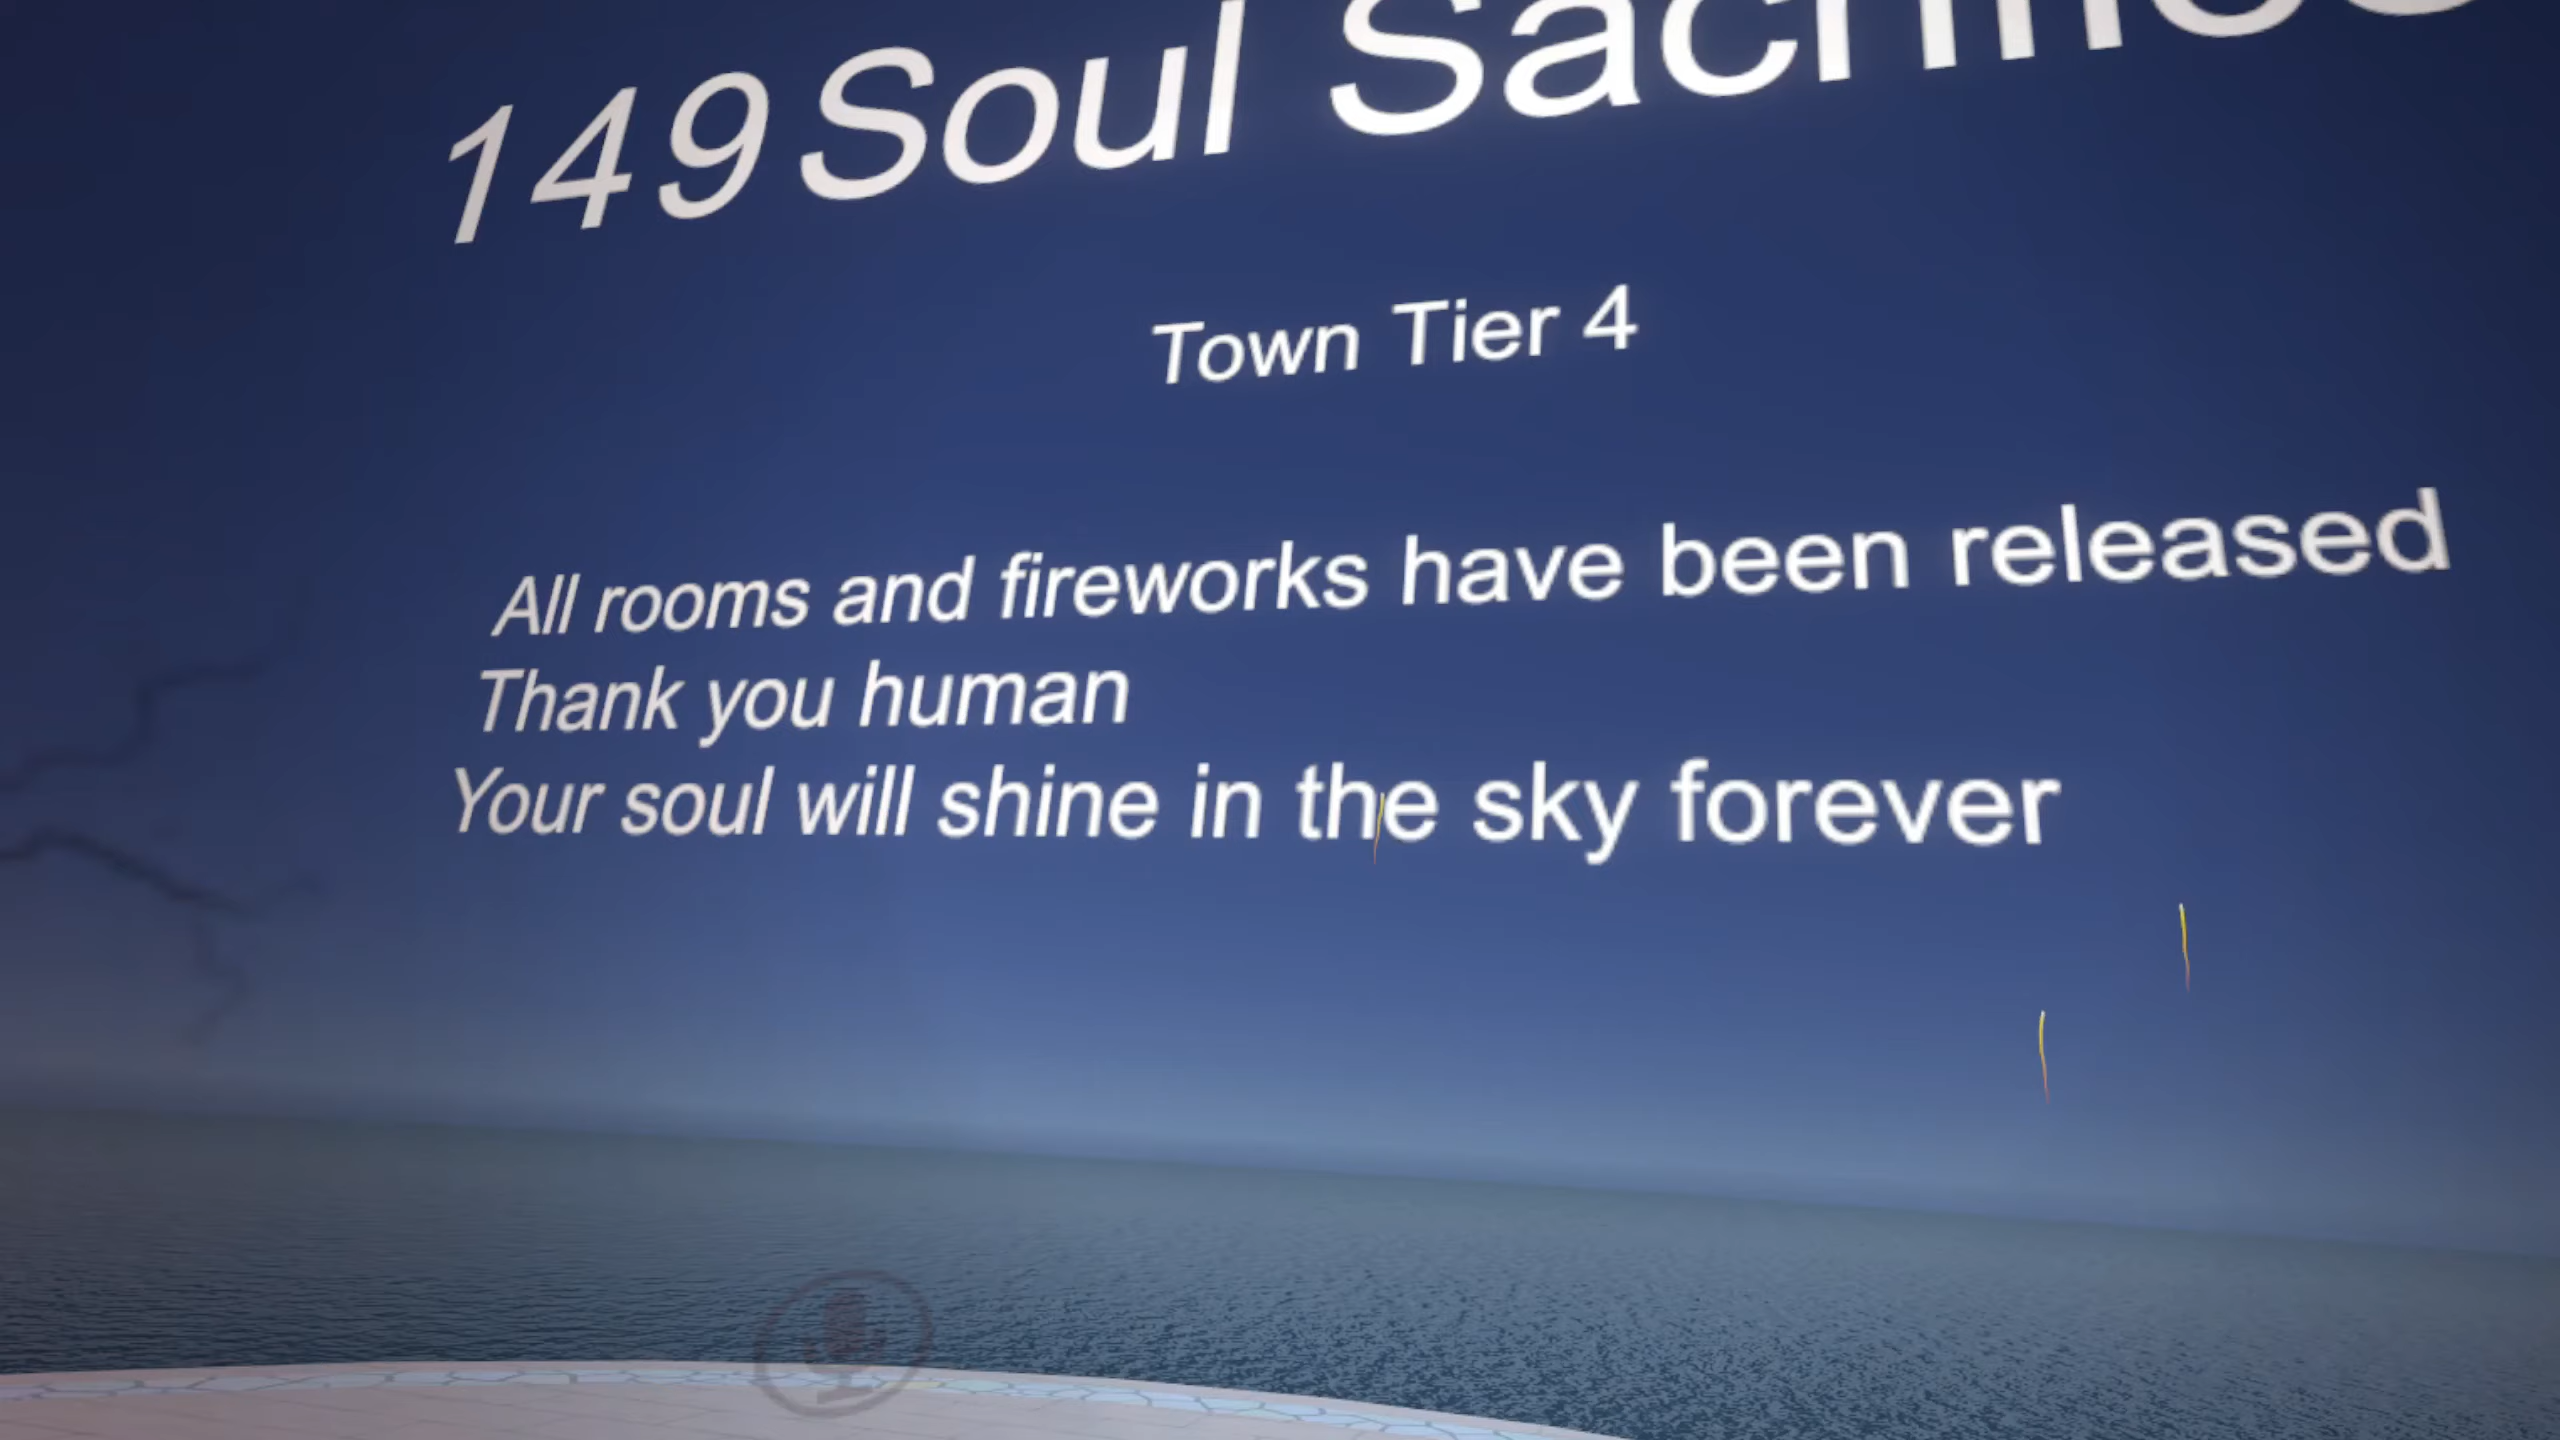 149 Soul Sacrifice
Town Tier 4
All rooms and fireworks have been released
Thank you human
Your soul will shine in the sky forever